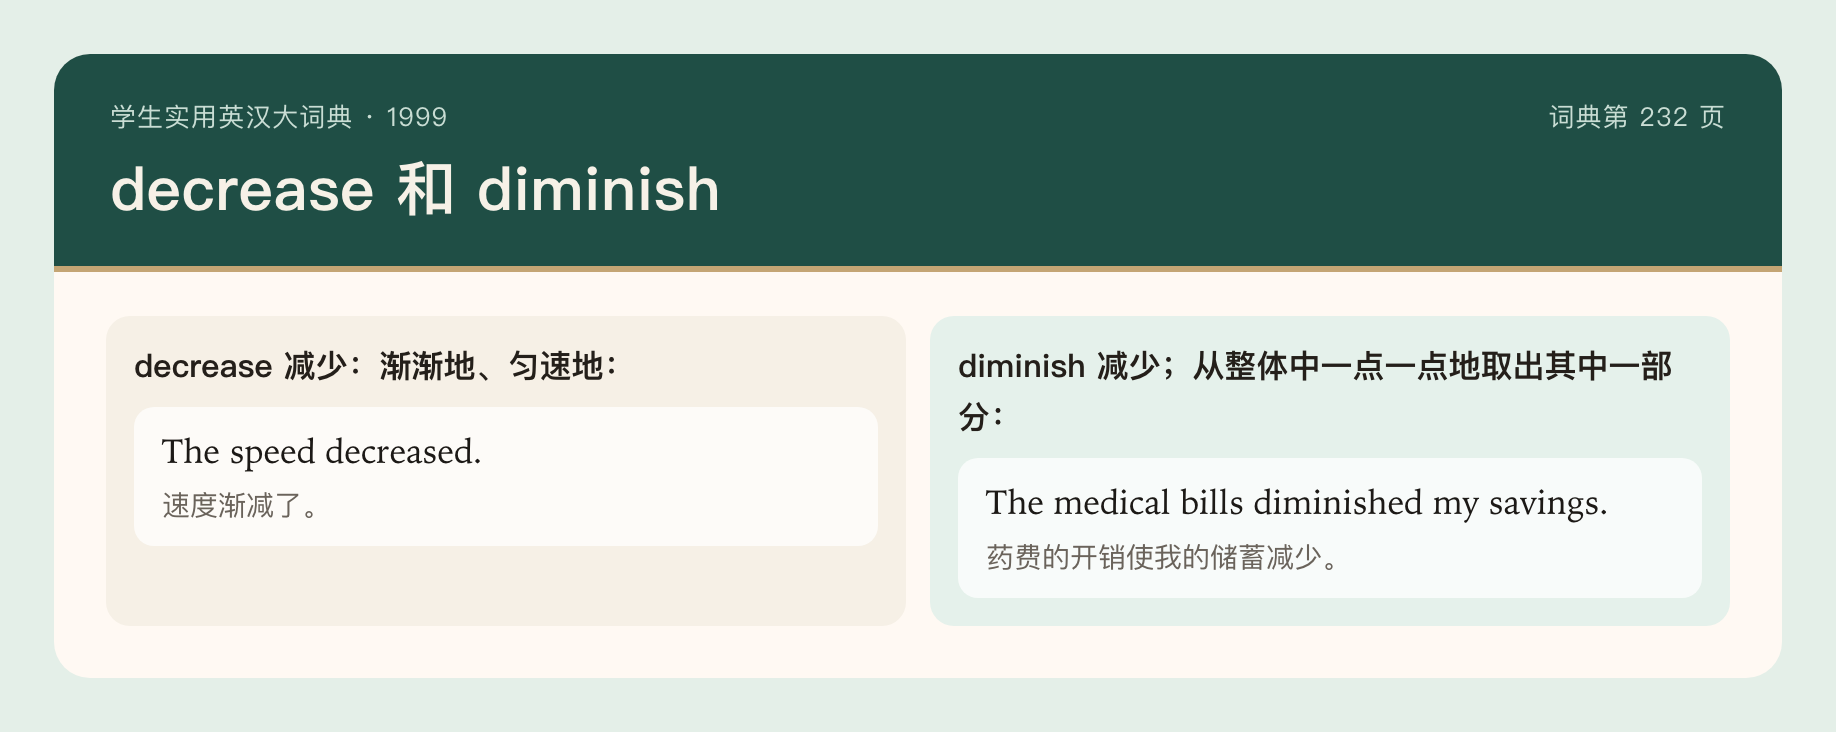 学生实用英汉大词典 · 1999
词典第 232 页
decrease 和 diminish
decrease 减少：渐渐地、匀速地：
The speed decreased.
速度渐减了。
diminish 减少；从整体中一点一点地取出其中一部
分：
The medical bills diminished my savings.
药费的开销使我的储蓄减少。